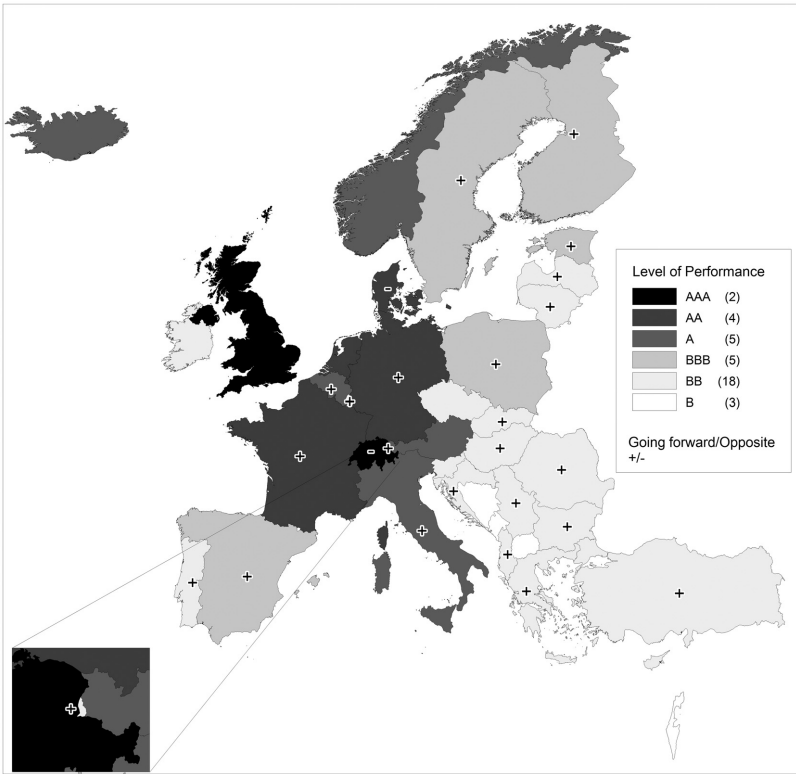 Level of Performance
AAA (2)
AA (4)
A (5)
BBB (5)
BB (18)
B (3)
Going forward/Opposite
+/-